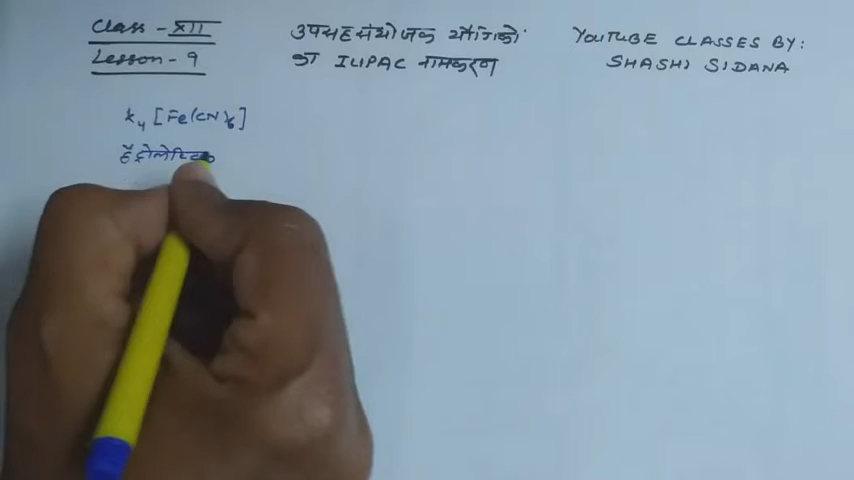 Class - XII
Lesson - 9
उपसहसंयोजक यौगिकों
का IUPAC नामकरण
YOUTUBE CLASSES BY:
SHASHI SIDANA
K4 [Fe(CN)6]